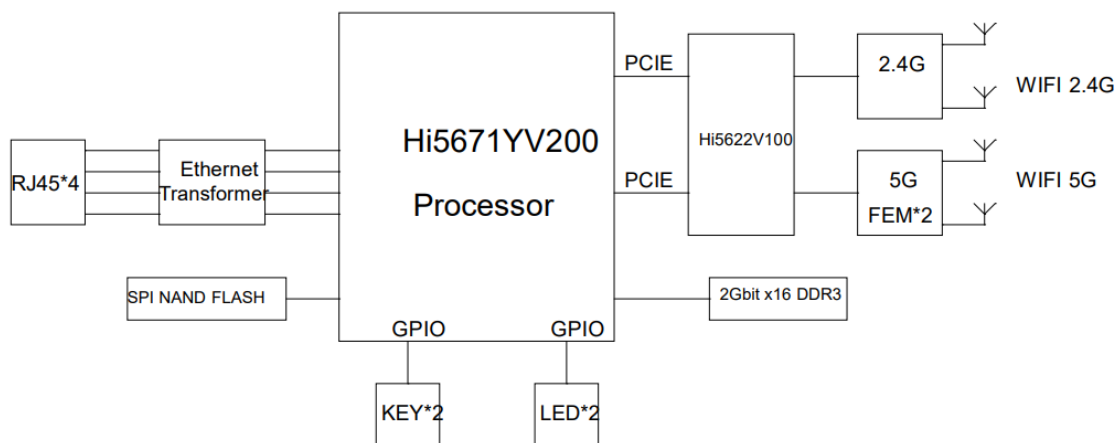 PCIE
2.4G
WIFI 2.4G
Hi5671YV200
Processor
Hi5622V100
RJ45*4
Ethernet
Transformer
PCIE
5G
FEM*2
WIFI 5G
SPI NAND FLASH
2Gbit x16 DDR3
GPIO
GPIO
KEY*2
LED*2